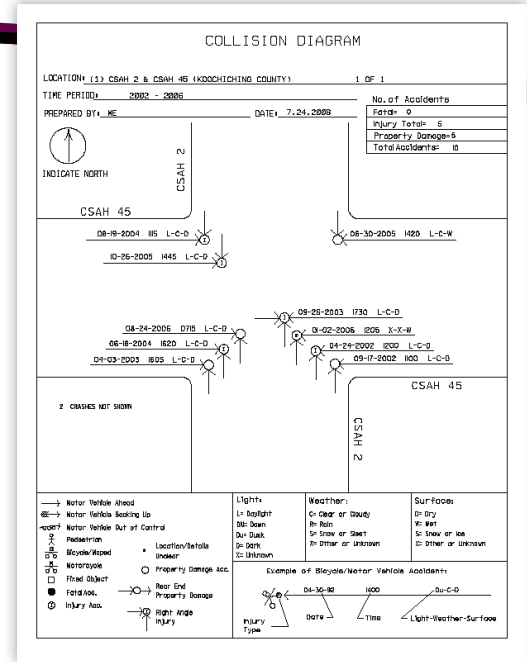 COLLISION DIAGRAM
LOCATION: (1) CSAH 2 & CSAH 45 (KOOCHICHING COUNTY) 1 OF 1
TIME PERIOD: 2002 - 2006
PREPARED BY: ME DATE: 7.24.2008
No. of Accidents
Fatal= 0
Injury Total= 5
Property Damage=6
Total Accidents= 10
INDICATE NORTH
CSAH 2
CSAH 45
08-19-2004 1115 L-C-D
06-30-2005 1420 L-C-W
10-26-2005 1445 L-C-D
09-26-2003 1730 L-C-D
08-24-2006 0715 L-C-D
01-02-2006 1205 X-X-W
06-18-2004 1620 L-C-D
04-24-2002 1200 L-C-D
04-03-2003 1605 L-C-D
09-17-2002 1100 L-C-D
CSAH 45
2 CRASHES NOT SHOWN
CSAH 2
Motor Vehicle Ahead
Motor Vehicle Backing Up
Motor Vehicle Out of Control
Pedestrian
Bicycle/Moped
Motorcycle
Fixed Object
Fatal Acc.
Injury Acc.
Location/Details
Unclear
Property Damage Acc.
Rear End
Property Damage
Right Angle
Injury
Light:
L= Daylight
DN= Dawn
Du= Dusk
D= Dark
X= Unknown
Weather:
C= Clear or Cloudy
R= Rain
S= Snow or Sleet
X= Other or Unknown
Surface:
D= Dry
W= Wet
S= Snow or Ice
X= Other or Unknown
Example of Bicycle/Motor Vehicle Accident:
04-30-92 1400 Du-C-D
Injury
Type
Date
Time
Light-Weather-Surface